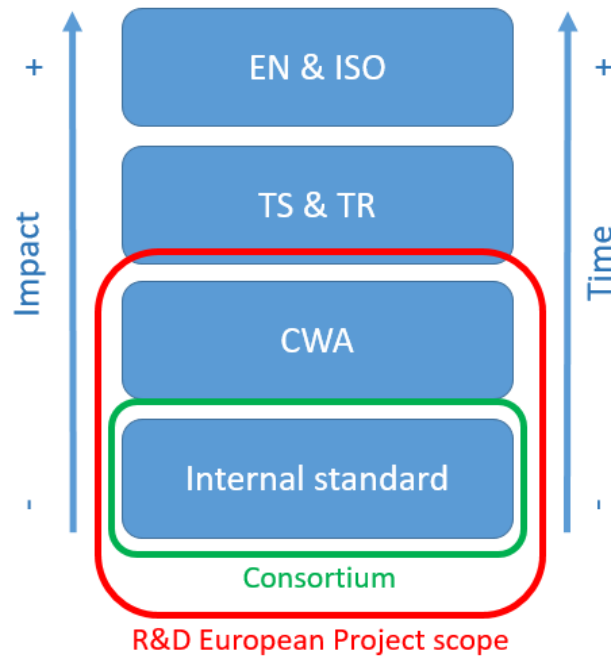 +
EN & ISO
+
TS & TR
Impact
Time
CWA
-
Internal standard
-
Consortium
R&D European Project scope